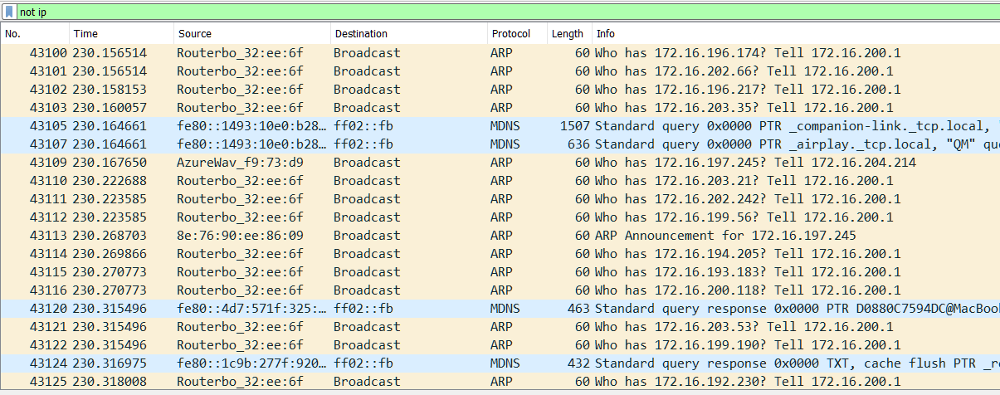 not ip
No. Time Source Destination Protocol Length Info
43100 230.156514 Routerbo_32:ee:6f Broadcast ARP 60 Who has 172.16.196.174? Tell 172.16.200.1
43101 230.156514 Routerbo_32:ee:6f Broadcast ARP 60 Who has 172.16.202.66? Tell 172.16.200.1
43102 230.158153 Routerbo_32:ee:6f Broadcast ARP 60 Who has 172.16.196.217? Tell 172.16.200.1
43103 230.160057 Routerbo_32:ee:6f Broadcast ARP 60 Who has 172.16.203.35? Tell 172.16.200.1
43105 230.164661 fe80::1493:10e0:b28… ff02::fb MDNS 1507 Standard query 0x0000 PTR _companion-link._tcp.local, "
43107 230.164661 fe80::1493:10e0:b28… ff02::fb MDNS 636 Standard query 0x0000 PTR _airplay._tcp.local, "QM" que
43109 230.167650 AzureWav_f9:73:d9 Broadcast ARP 60 Who has 172.16.197.245? Tell 172.16.204.214
43110 230.222688 Routerbo_32:ee:6f Broadcast ARP 60 Who has 172.16.203.21? Tell 172.16.200.1
43111 230.223585 Routerbo_32:ee:6f Broadcast ARP 60 Who has 172.16.202.242? Tell 172.16.200.1
43112 230.223585 Routerbo_32:ee:6f Broadcast ARP 60 Who has 172.16.199.56? Tell 172.16.200.1
43113 230.268703 8e:76:90:ee:86:09 Broadcast ARP 60 ARP Announcement for 172.16.197.245
43114 230.269866 Routerbo_32:ee:6f Broadcast ARP 60 Who has 172.16.194.205? Tell 172.16.200.1
43115 230.270773 Routerbo_32:ee:6f Broadcast ARP 60 Who has 172.16.193.183? Tell 172.16.200.1
43116 230.270773 Routerbo_32:ee:6f Broadcast ARP 60 Who has 172.16.200.118? Tell 172.16.200.1
43120 230.315496 fe80::4d7:571f:325:… ff02::fb MDNS 463 Standard query response 0x0000 PTR D0880C7594DC@MacBook
43121 230.315496 Routerbo_32:ee:6f Broadcast ARP 60 Who has 172.16.203.53? Tell 172.16.200.1
43122 230.315496 Routerbo_32:ee:6f Broadcast ARP 60 Who has 172.16.199.190? Tell 172.16.200.1
43124 230.316975 fe80::1c9b:277f:920… ff02::fb MDNS 432 Standard query response 0x0000 TXT, cache flush PTR _re
43125 230.318008 Routerbo_32:ee:6f Broadcast ARP 60 Who has 172.16.192.230? Tell 172.16.200.1